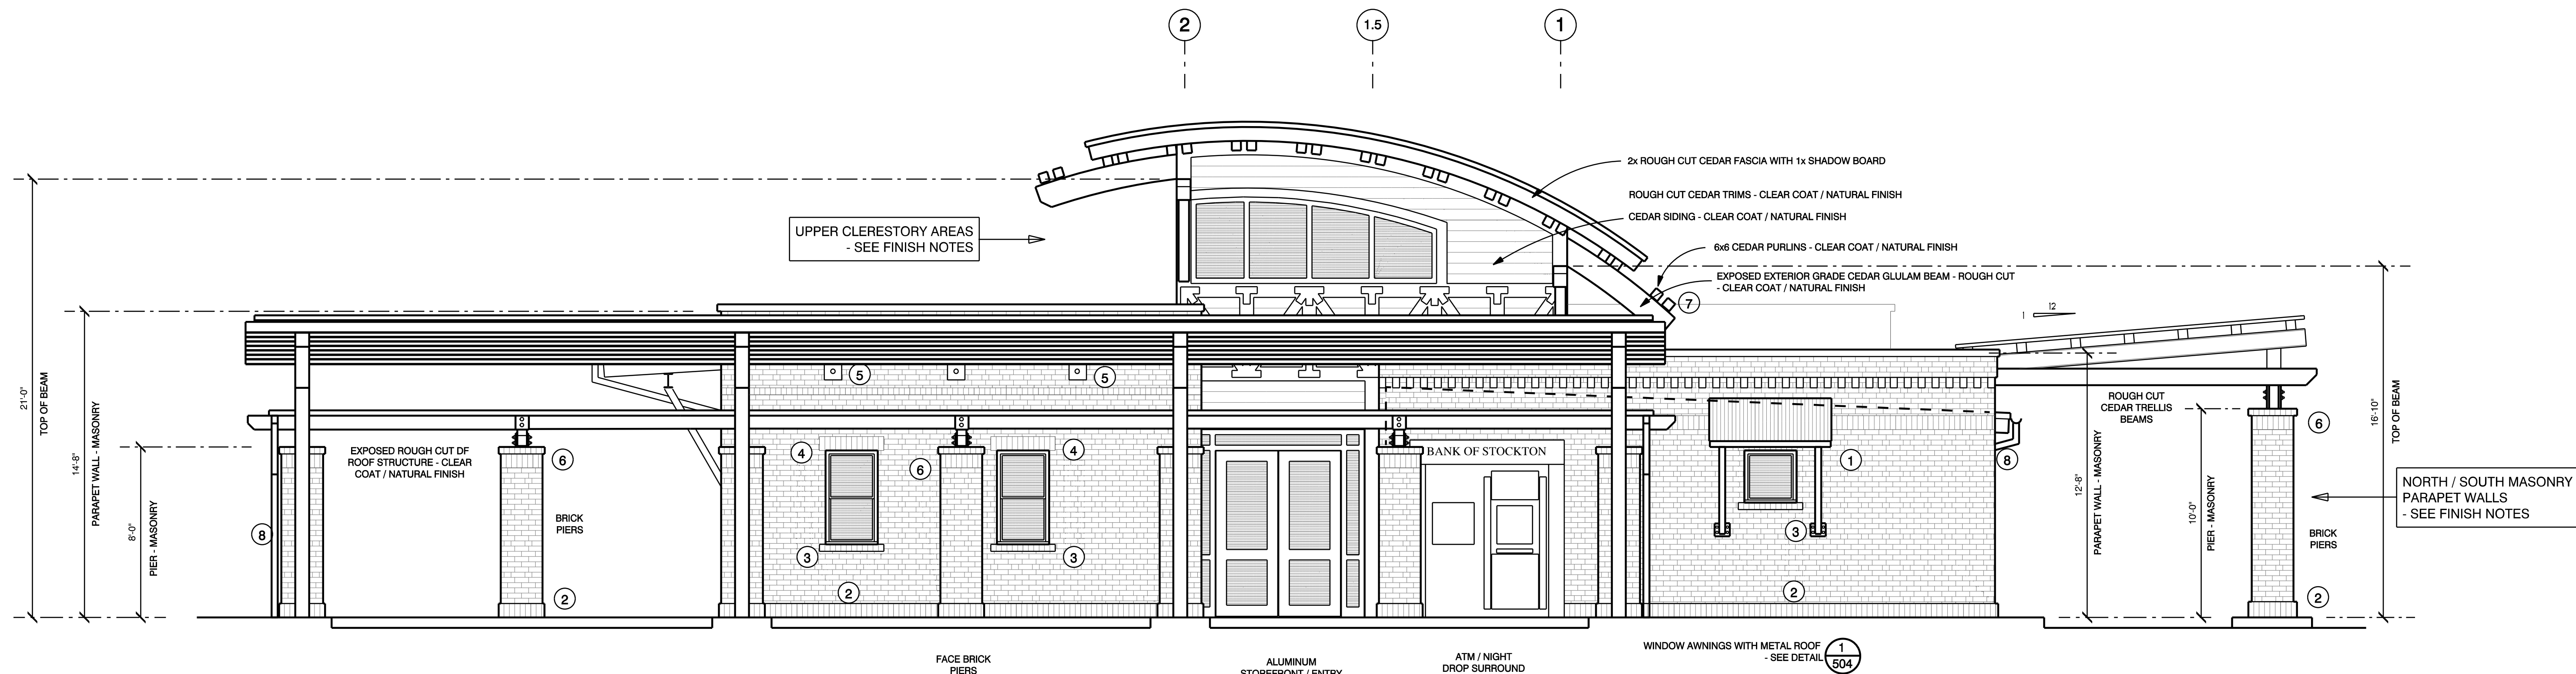 2
1.5
1
2x ROUGH CUT CEDAR FASCIA WITH 1x SHADOW BOARD
ROUGH CUT CEDAR TRIMS - CLEAR COAT / NATURAL FINISH
CEDAR SIDING - CLEAR COAT / NATURAL FINISH
UPPER CLERESTORY AREAS
- SEE FINISH NOTES
6x6 CEDAR PURLINS - CLEAR COAT / NATURAL FINISH
EXPOSED EXTERIOR GRADE CEDAR GLULAM BEAM - ROUGH CUT
- CLEAR COAT / NATURAL FINISH
7
12
1
21'-0"
TOP OF BEAM
14'-8"
PARAPET WALL - MASONRY
8'-0"
PIER - MASONRY
5
5
EXPOSED ROUGH CUT DF
ROOF STRUCTURE - CLEAR
COAT / NATURAL FINISH
8
6
BRICK
PIERS
2
4
3
2
6
4
3
BANK OF STOCKTON
1
3
2
8
ROUGH CUT
CEDAR TRELLIS
BEAMS
12'-8"
PARAPET WALL - MASONRY
10'-0"
PIER - MASONRY
6
BRICK
PIERS
2
16'-10"
TOP OF BEAM
NORTH / SOUTH MASONRY
PARAPET WALLS
- SEE FINISH NOTES
FACE BRICK
PIERS
ALUMINUM
STOREFRONT / ENTRY
ATM / NIGHT
DROP SURROUND
WINDOW AWNINGS WITH METAL ROOF
- SEE DETAIL
1
504